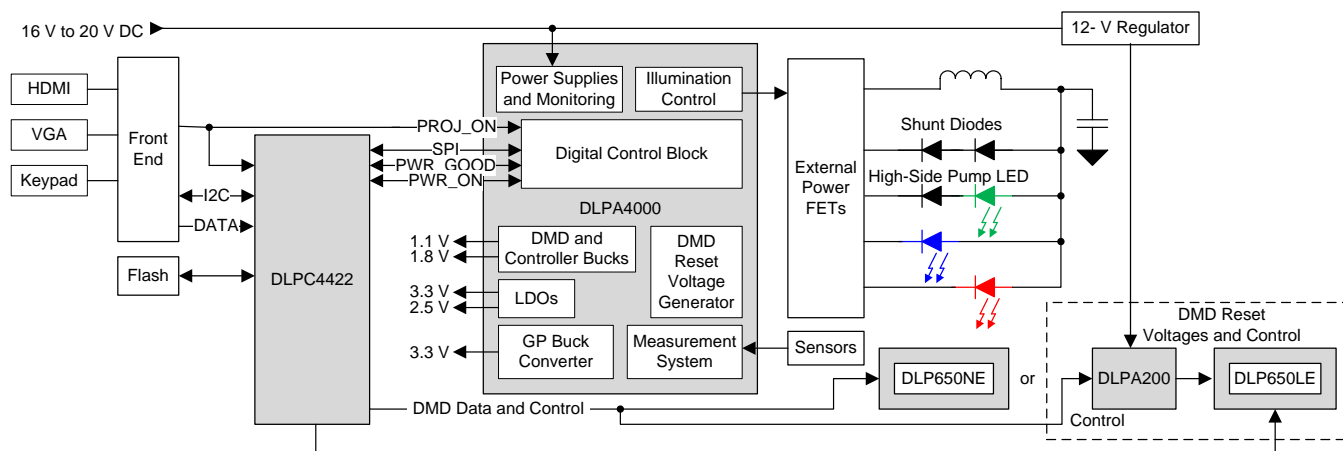 16 V to 20 V DC
12- V Regulator
HDMI
VGA
Keypad
Front
End
Power Supplies
and Monitoring
Illumination
Control
PROJ_ON
SPI
PWR_GOOD
PWR_ON
Digital Control Block
I2C
DATA
Flash
DLPC4422
DLPA4000
1.1 V
1.8 V
DMD and
Controller Bucks
3.3 V
2.5 V
LDOs
3.3 V
GP Buck
Converter
DMD
Reset
Voltage
Generator
Measurement
System
Sensors
External
Power
FETs
Shunt Diodes
High-Side Pump LED
DMD Data and Control
DLP650NE
or
DMD Reset
Voltages and Control
DLPA200
DLP650LE
Control